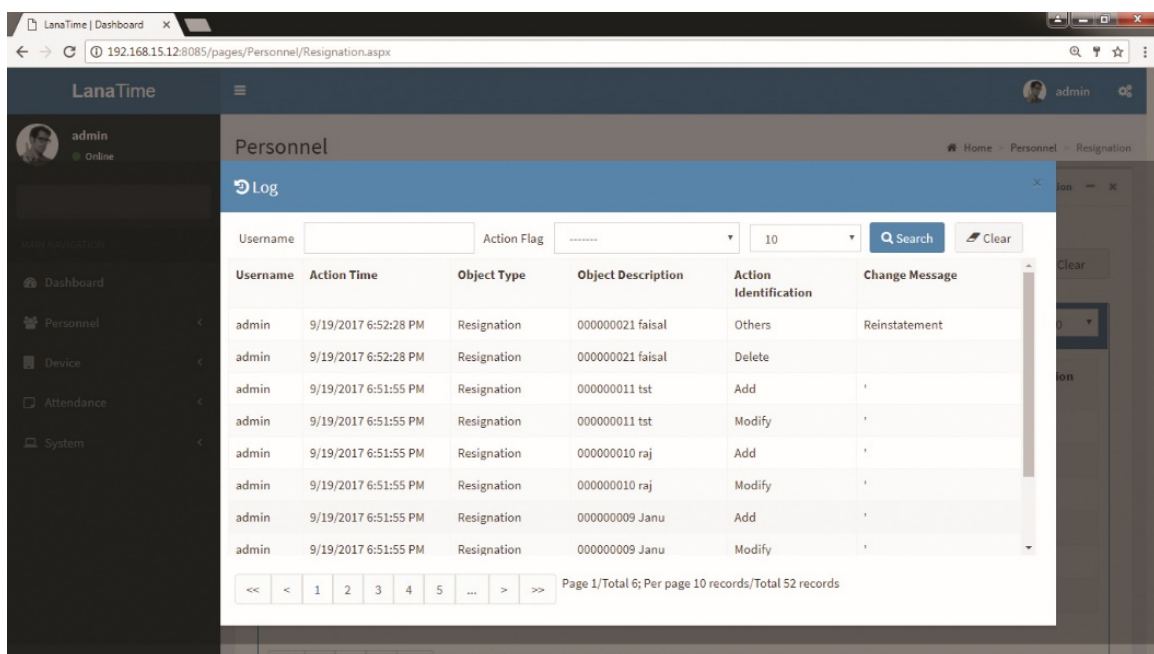 LanaTime | Dashboard
192.168.15.12:8085/pages/Personnel/Resignation.aspx
LanaTime
admin
admin
Online
Personnel
Home > Personnel > Resignation
Log
ion
MAIN NAVIGATION
Username Action Flag ------- 10 Search Clear
Clear
Dashboard
Personnel
Device
Attendance
System
ion
Username Action Time Object Type Object Description Action Identification Change Message
admin 9/19/2017 6:52:28 PM Resignation 000000021 faisal Others Reinstatement
admin 9/19/2017 6:52:28 PM Resignation 000000021 faisal Delete
admin 9/19/2017 6:51:55 PM Resignation 000000011 tst Add '
admin 9/19/2017 6:51:55 PM Resignation 000000011 tst Modify '
admin 9/19/2017 6:51:55 PM Resignation 000000010 raj Add '
admin 9/19/2017 6:51:55 PM Resignation 000000010 raj Modify '
admin 9/19/2017 6:51:55 PM Resignation 000000009 Janu Add '
admin 9/19/2017 6:51:55 PM Resignation 000000009 Janu Modify '
<< < 1 2 3 4 5 ... > >> Page 1/Total 6; Per page 10 records/Total 52 records